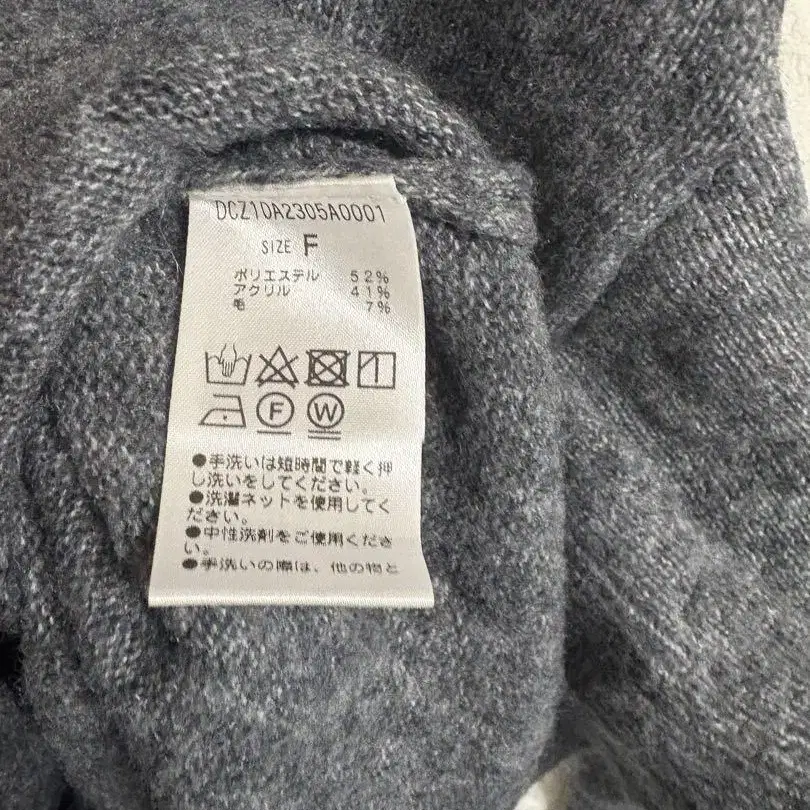 DCZ10A2305A0001
SIZE F
ポリエステル 52%
アクリル 41%
毛 7%
F W
●手洗いは短時間で軽く押
し洗いをしてください。
●洗濯ネットを使用してく
ださい。
●中性洗剤をご使用くださ
い。
●手洗いの際は、他の物と